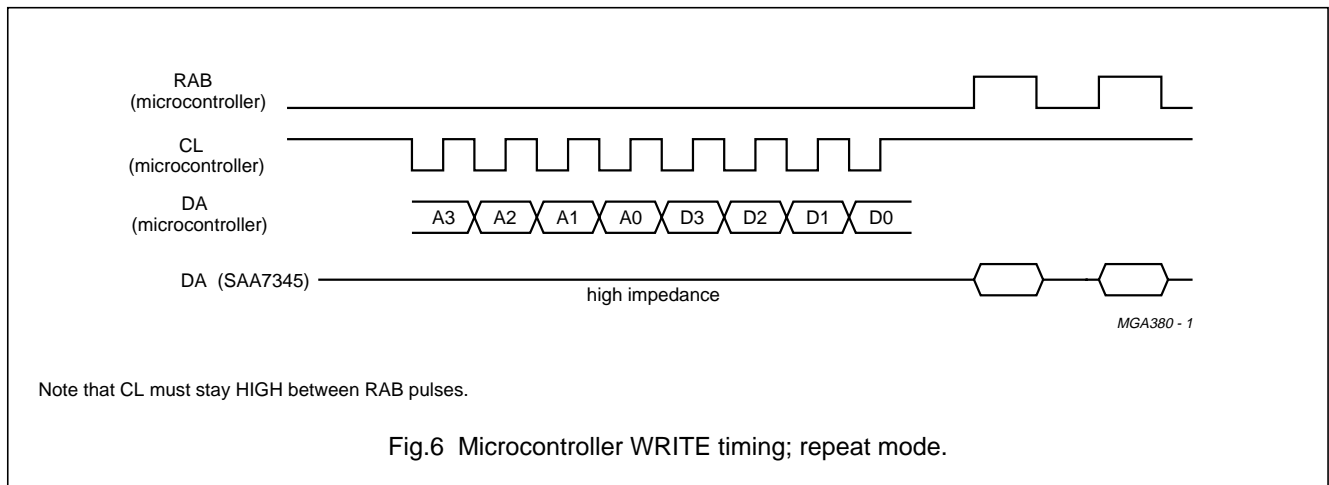 RAB
(microcontroller)
CL
(microcontroller)
DA
(microcontroller)
A3 A2 A1 A0 D3 D2 D1 D0
DA (SAA7345)
high impedance
MGA380 - 1
Note that CL must stay HIGH between RAB pulses.
Fig.6 Microcontroller WRITE timing; repeat mode.